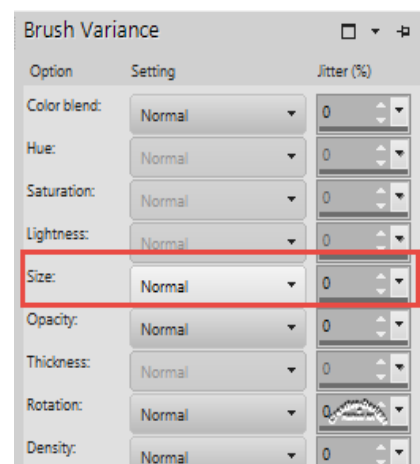 Brush Variance
Option Setting Jitter (%)
Color blend: Normal 0
Hue: Normal 0
Saturation: Normal 0
Lightness: Normal 0
Size: Normal 0
Opacity: Normal 0
Thickness: Normal 0
Rotation: Normal 0
Density: Normal 0